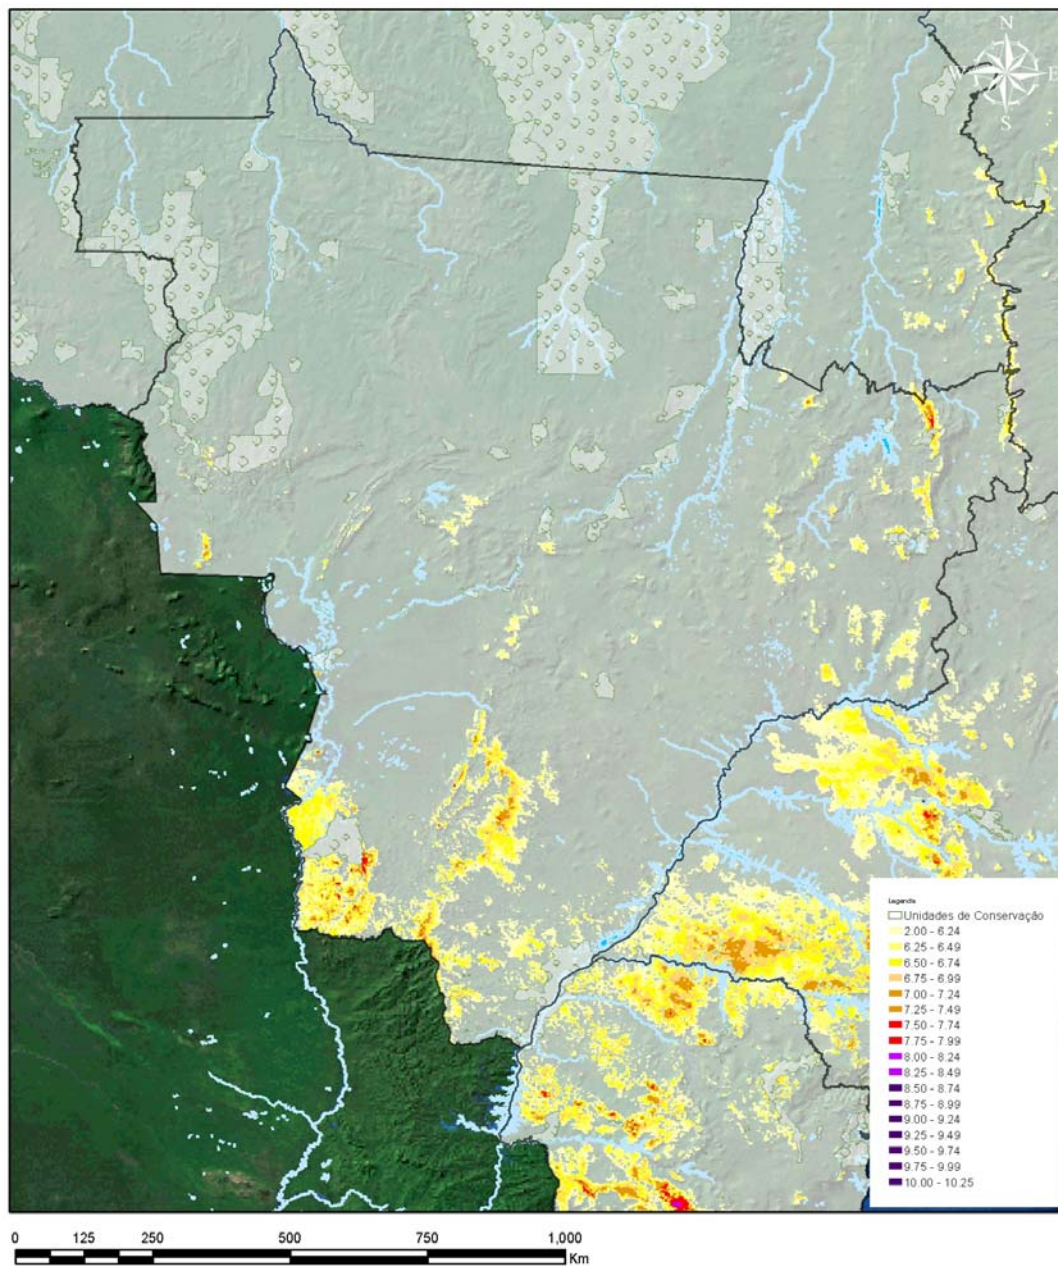 N
W
E
S
Legenda
Unidades de Conservação
2.00 - 6.24
6.25 - 6.49
6.50 - 6.74
6.75 - 6.99
7.00 - 7.24
7.25 - 7.49
7.50 - 7.74
7.75 - 7.99
8.00 - 8.24
8.25 - 8.49
8.50 - 8.74
8.75 - 8.99
9.00 - 9.24
9.25 - 9.49
9.50 - 9.74
9.75 - 9.99
10.00 - 10.25
0 125 250 500 750 1,000
Km